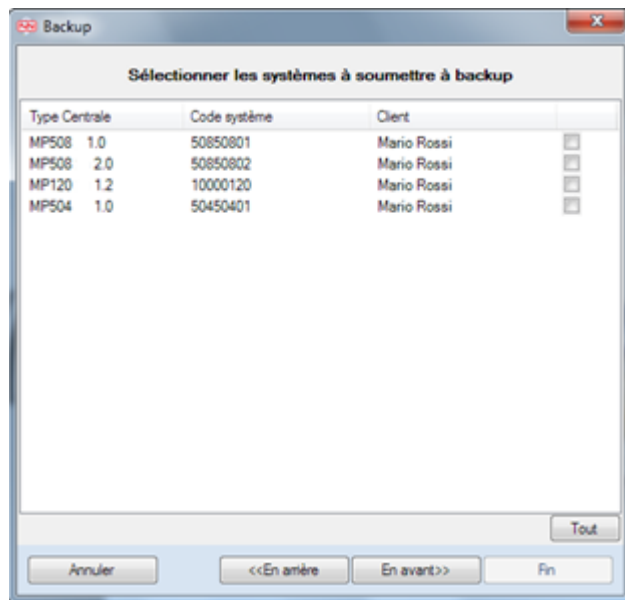 Backup
Sélectionner les systèmes à soumettre à backup
Type Centrale Code système Client
MP508 1.0 50850801 Mario Rossi
MP508 2.0 50850802 Mario Rossi
MP120 1.2 10000120 Mario Rossi
MP504 1.0 50450401 Mario Rossi
Tout
Annuler <<En arrière En avant>> Fin